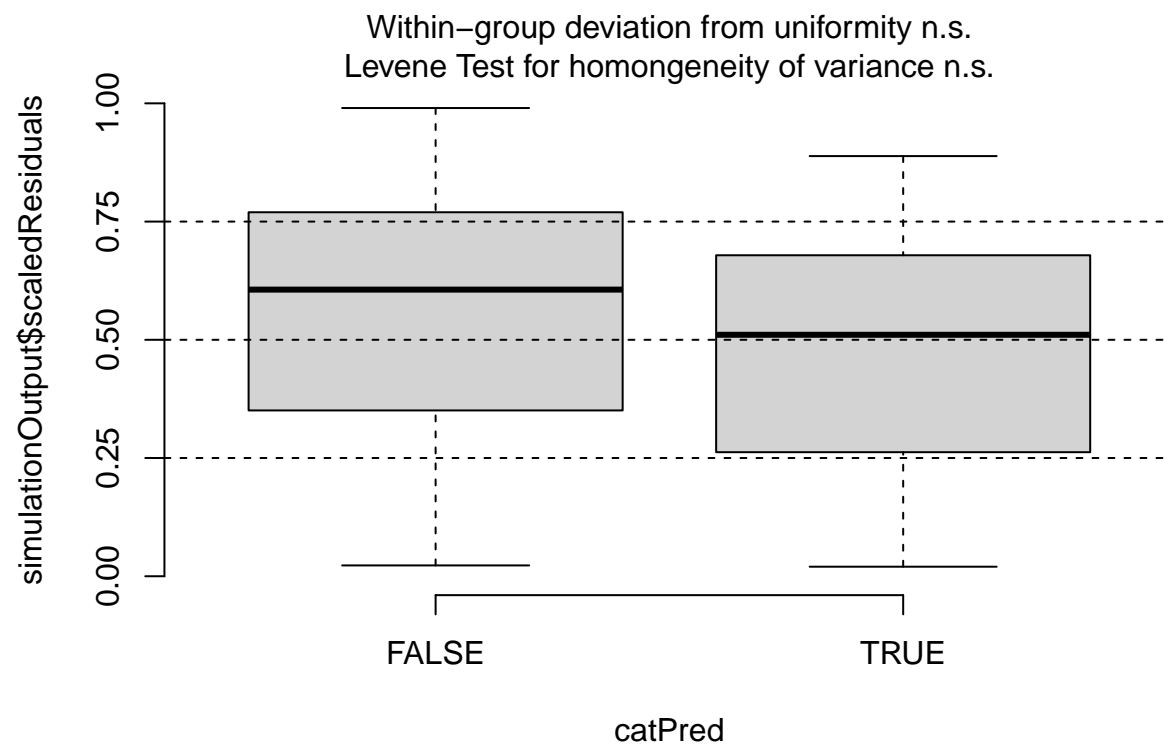 Within−group deviation from uniformity n.s.
Levene Test for homongeneity of variance n.s.
simulationOutput$scaledResiduals
1.00
0.75
0.50
0.25
0.00
FALSE
TRUE
catPred